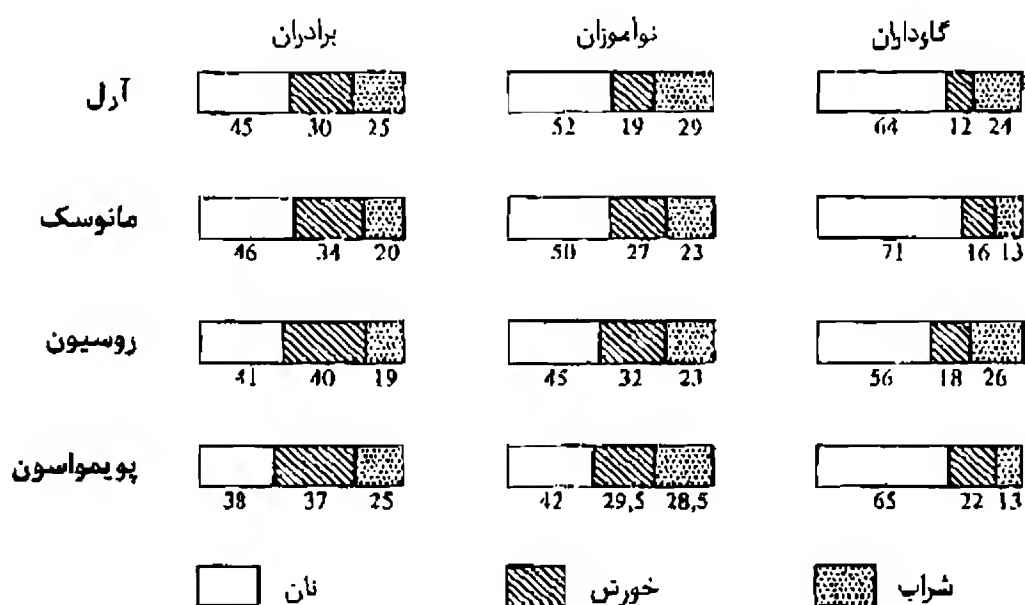 برادران نوآموزان گاوداران
آرل
45 30 25 52 19 29 64 12 24
مانوسک
46 34 20 50 27 23 71 16 13
روسیون
41 40 19 45 32 23 56 18 26
پویمواسون
38 37 25 42 29,5 28,5 65 22 13
نان خورش شراب